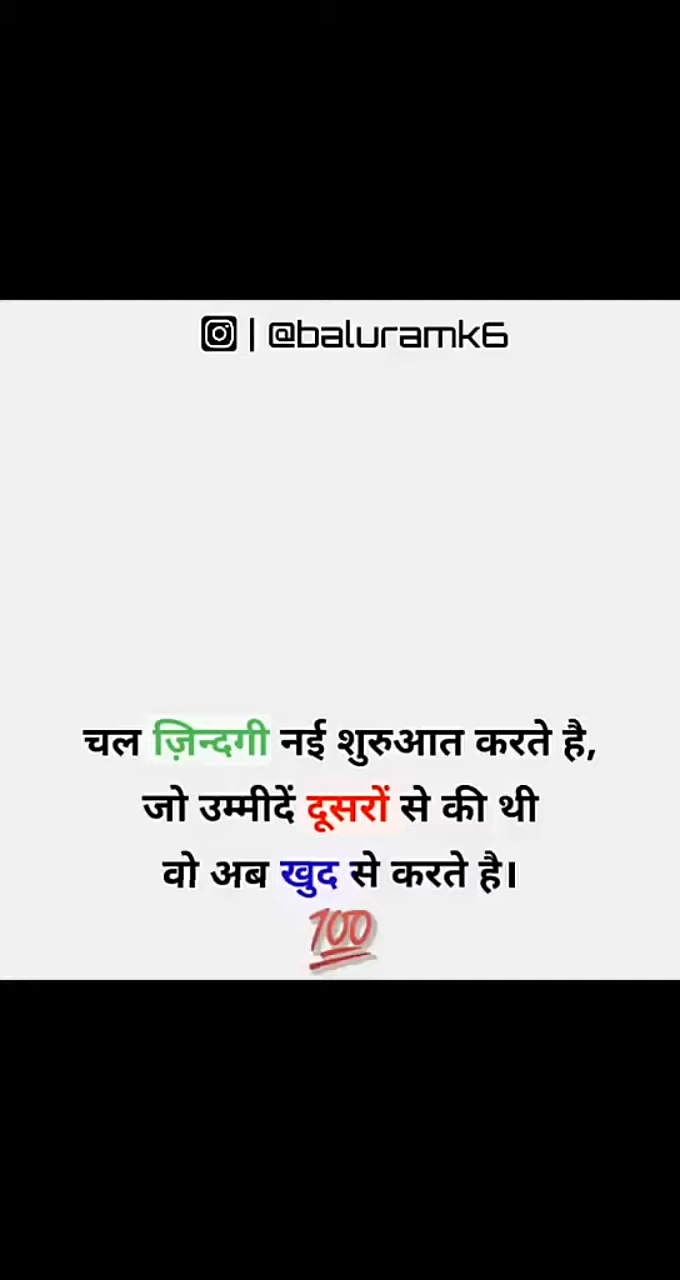 | @baluramk6
चल ज़िन्दगी नई शुरुआत करते है,
जो उम्मीदें दूसरों से की थी
वो अब खुद से करते है।
💯